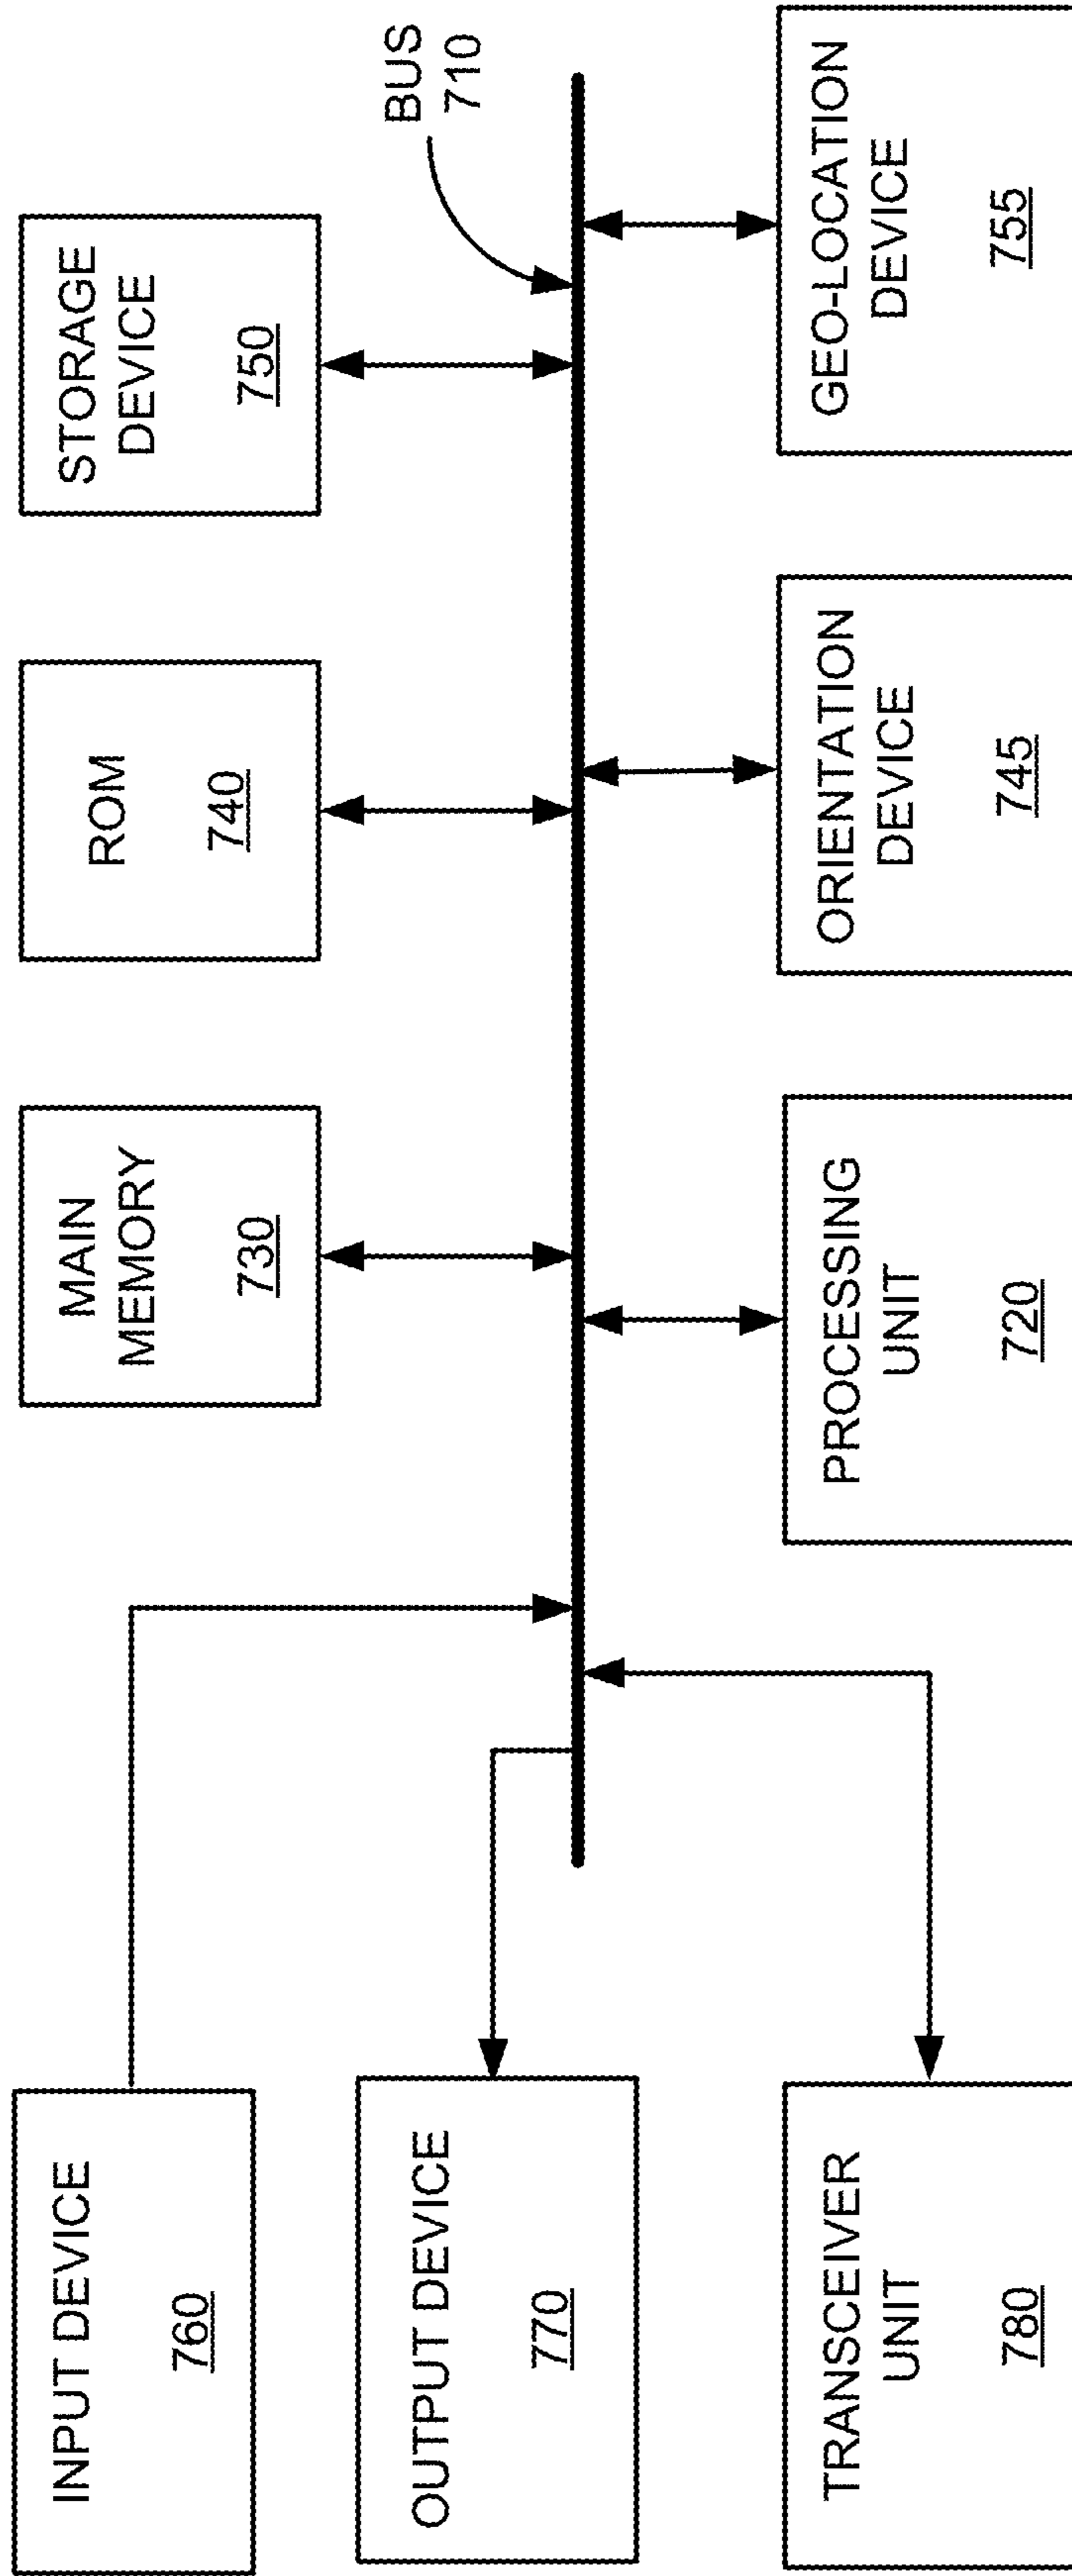 INPUT DEVICE
760
MAIN
MEMORY
730
ROM
740
STORAGE
DEVICE
750
OUTPUT DEVICE
770
BUS
710
TRANSCEIVER
UNIT
780
PROCESSING
UNIT
720
ORIENTATION
DEVICE
745
GEO-LOCATION
DEVICE
755